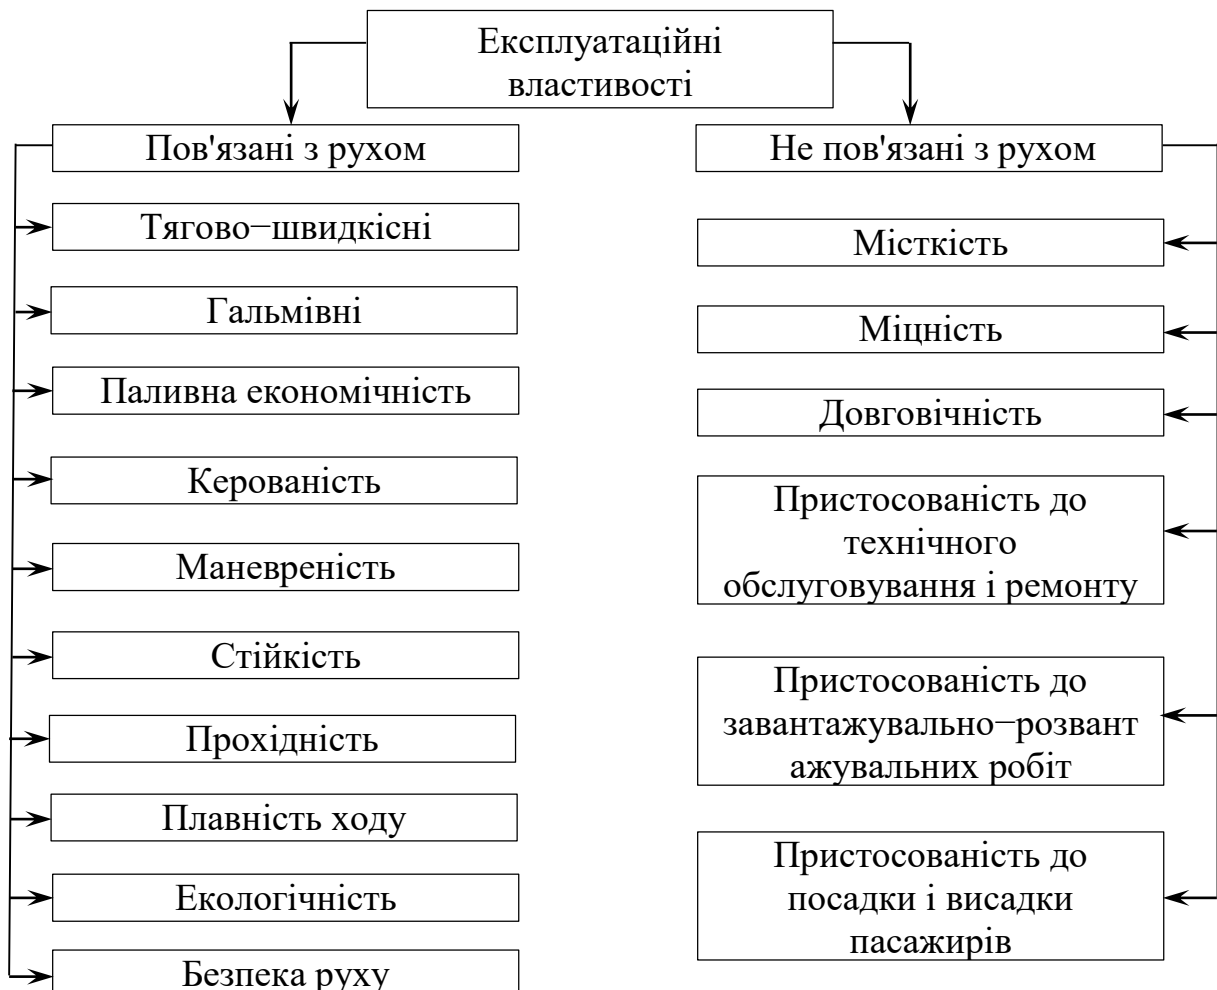 Експлуатаційні
властивості
Пов'язані з рухом
Тягово−швидкісні
Гальмівні
Паливна економічність
Керованість
Маневреність
Стійкість
Прохідність
Плавність ходу
Екологічність
Безпека руху
Не пов'язані з рухом
Місткість
Міцність
Довговічність
Пристосованість до
технічного
обслуговування і ремонту
Пристосованість до
завантажувально−розвант
ажувальних робіт
Пристосованість до
посадки і висадки
пасажирів